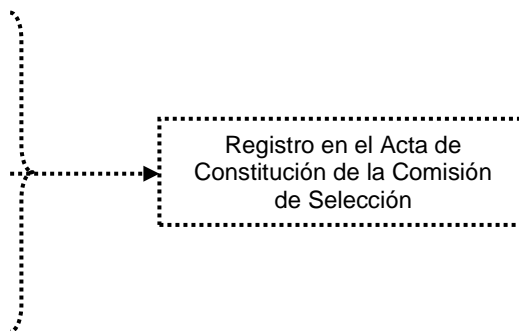 Registro en el Acta de
Constitución de la Comisión
de Selección